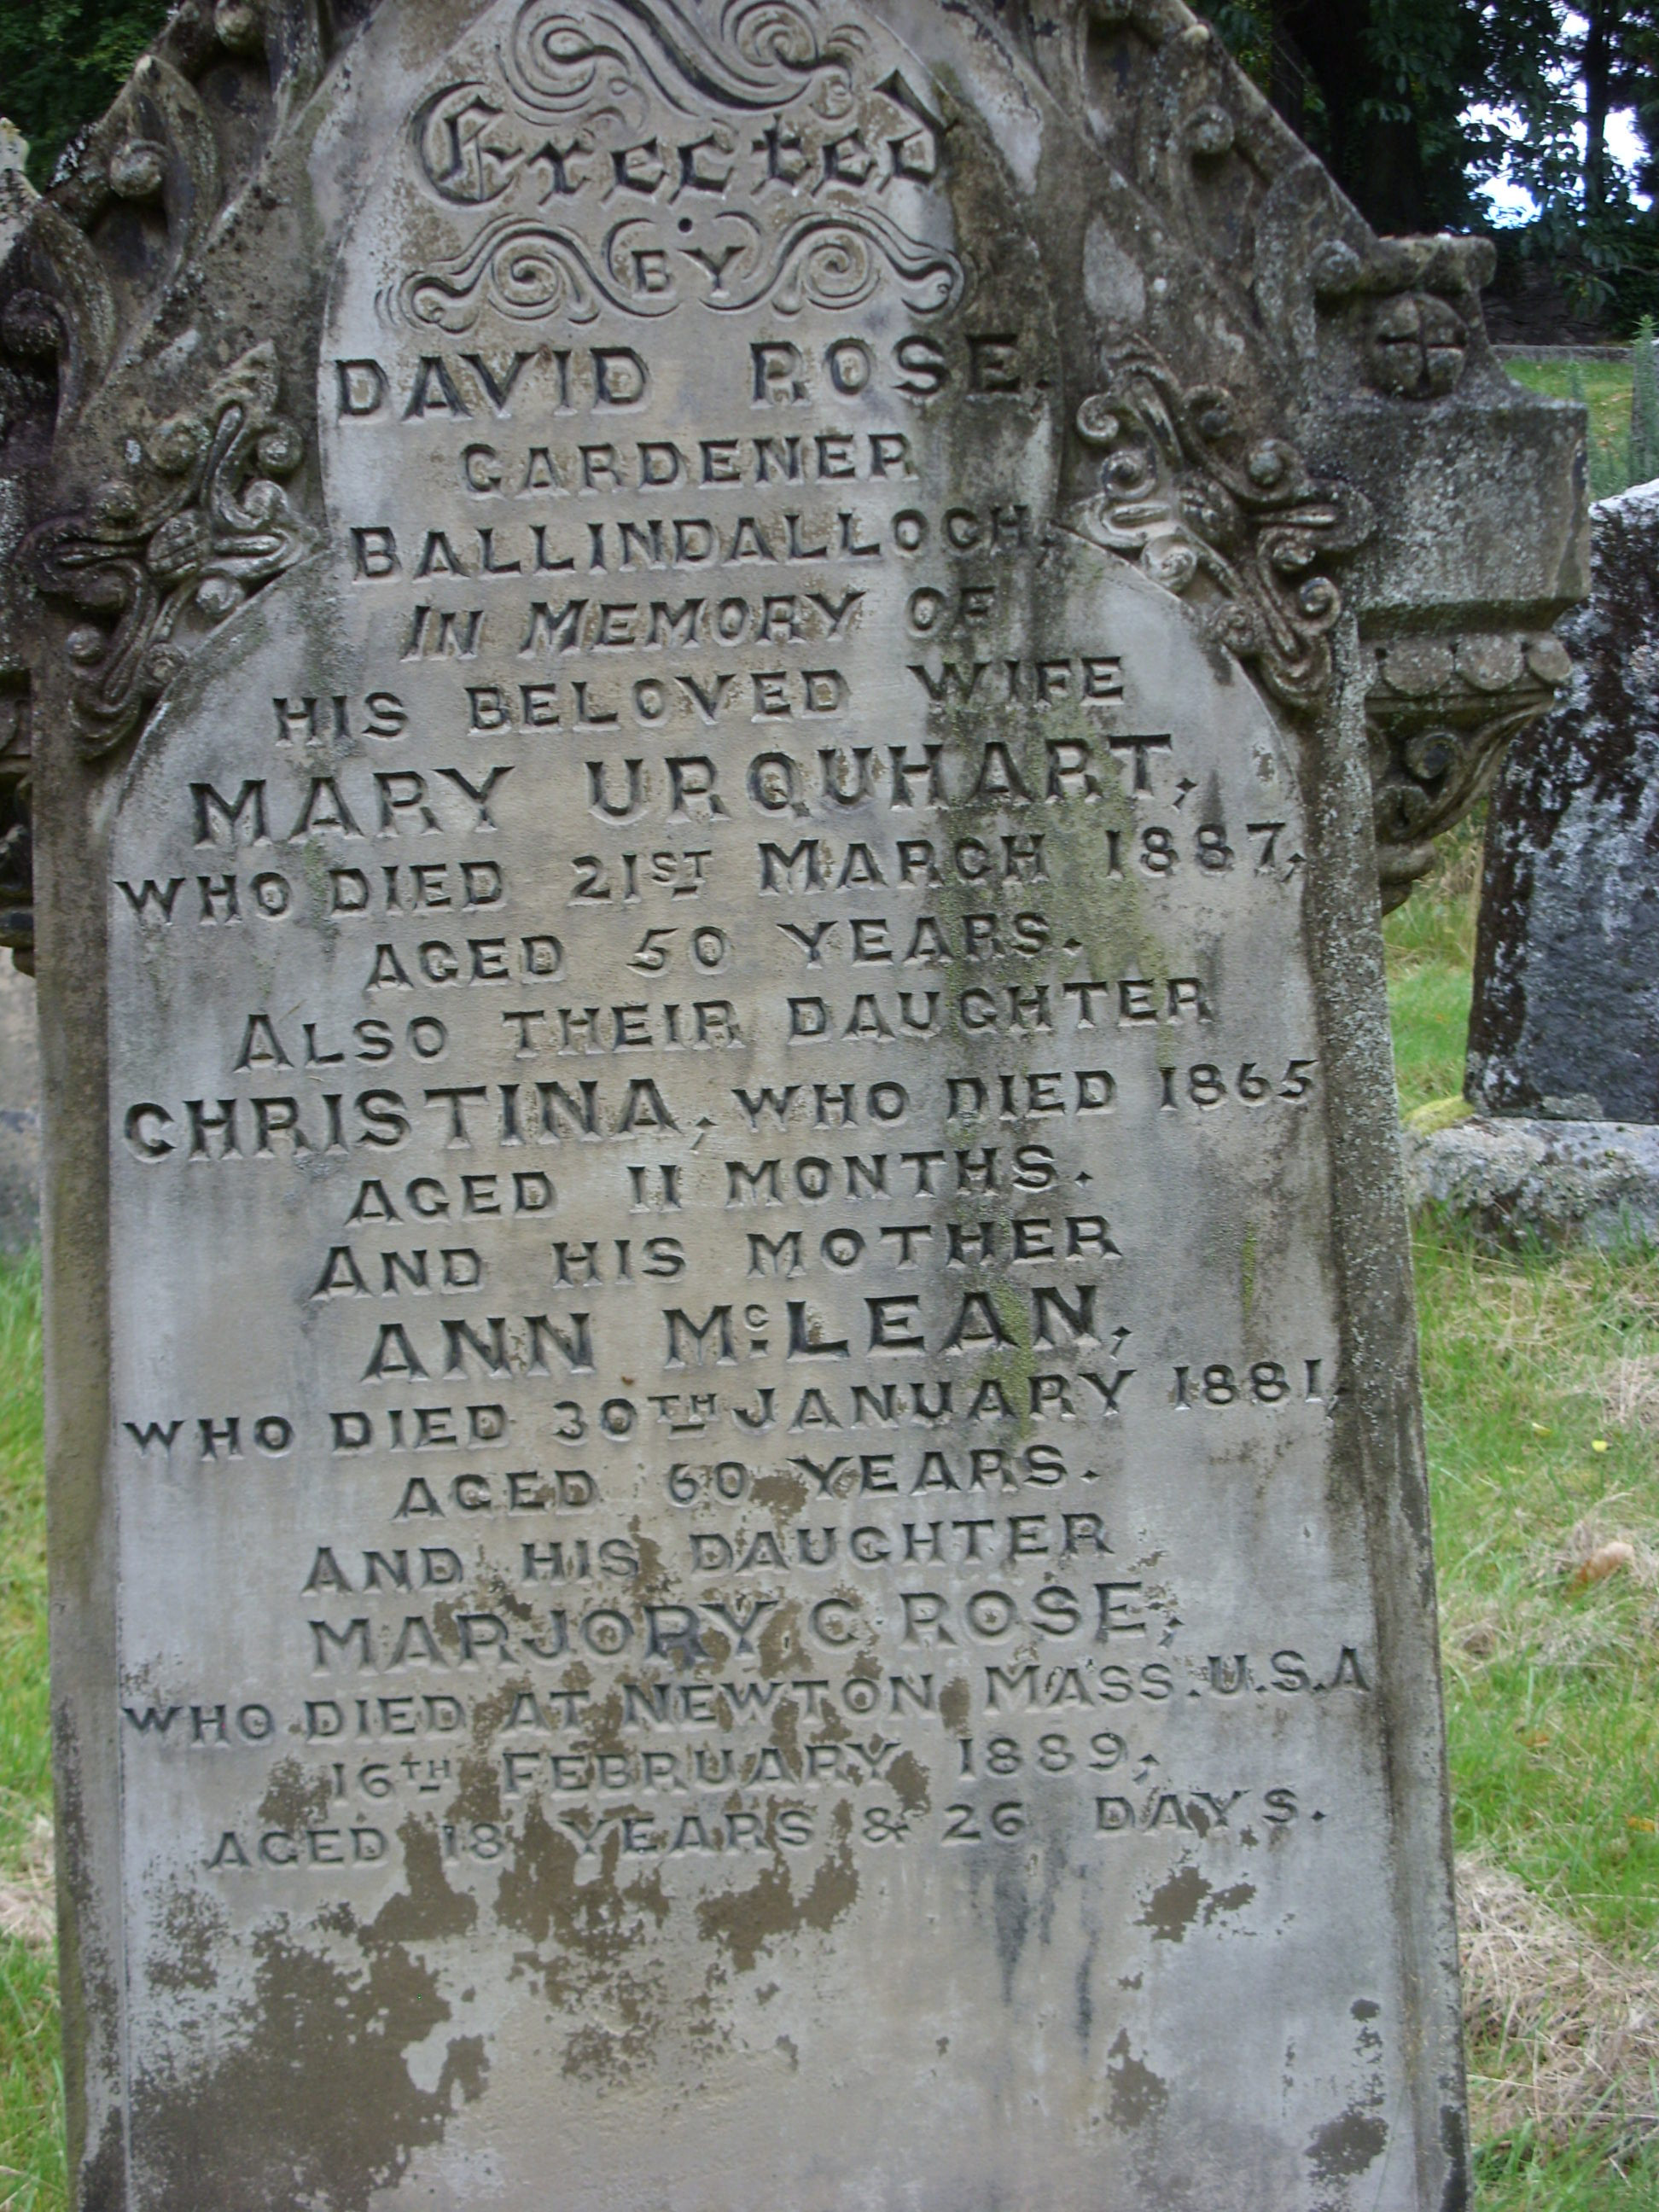 Erected
BY
DAVID ROSE.
GARDENER
BALLINDALLOCH.
IN MEMORY OF
HIS BELOVED WIFE
MARY URQUHART,
WHO DIED 21ST MARCH 1887,
AGED 50 YEARS.
ALSO THEIR DAUGHTER
CHRISTINA, WHO DIED 1865
AGED 11 MONTHS.
AND HIS MOTHER
ANN MCLEAN,
WHO DIED 30TH JANUARY 1881,
AGED 60 YEARS.
AND HIS DAUGHTER
MARJORY C ROSE,
WHO DIED AT NEWTON MASS. U.S.A
16TH FEBRUARY 1889,
AGED 18 YEARS & 26 DAYS.